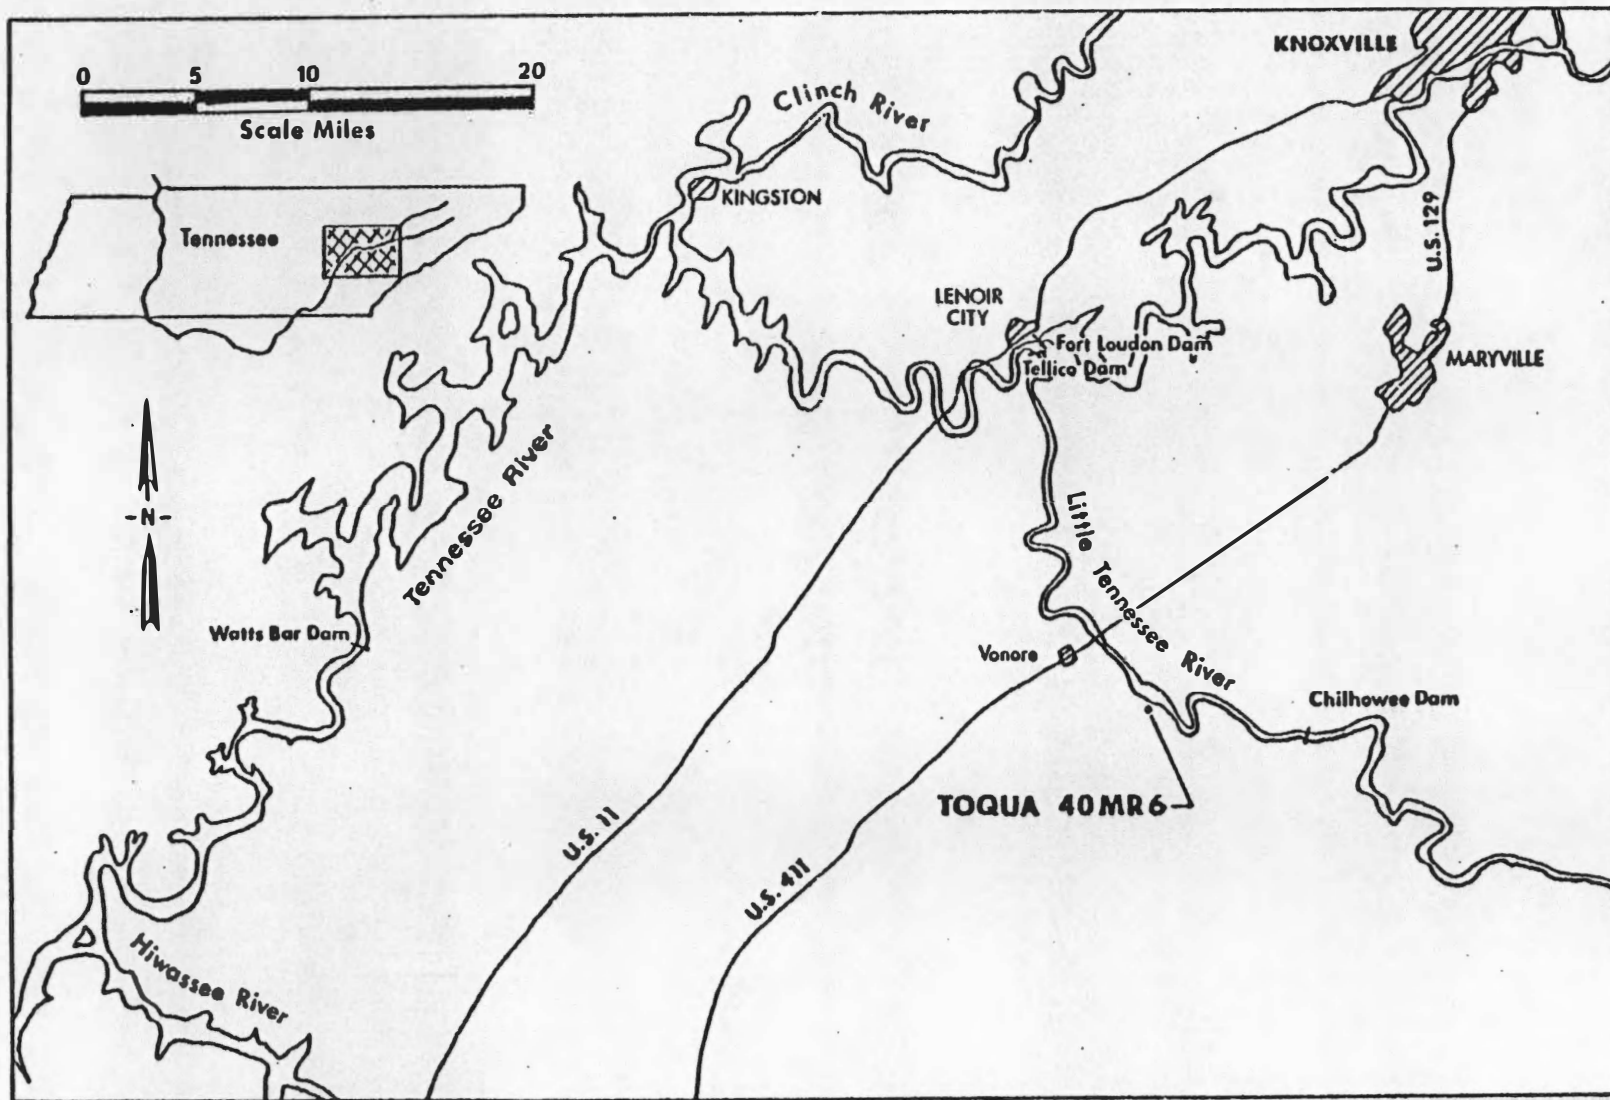 KNOXVILLE
0 5 10 20
Scale Miles
Clinch River
KINGSTON
Tennessee
U.S. 129
LENOIR
CITY
Fort Loudon Dam
Tellico Dam
MARYVILLE
Tennessee River
-N-
Little Tennessee River
Watts Bar Dam
Vonore
Chilhowee Dam
TOQUA 40MR6
U.S. 11
U.S. 411
Hiwassee River